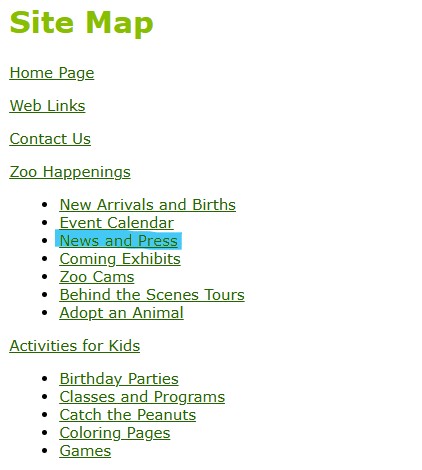 Site Map
Home Page
Web Links
Contact Us
Zoo Happenings
New Arrivals and Births
Event Calendar
News and Press
Coming Exhibits
Zoo Cams
Behind the Scenes Tours
Adopt an Animal
Activities for Kids
Birthday Parties
Classes and Programs
Catch the Peanuts
Coloring Pages
Games